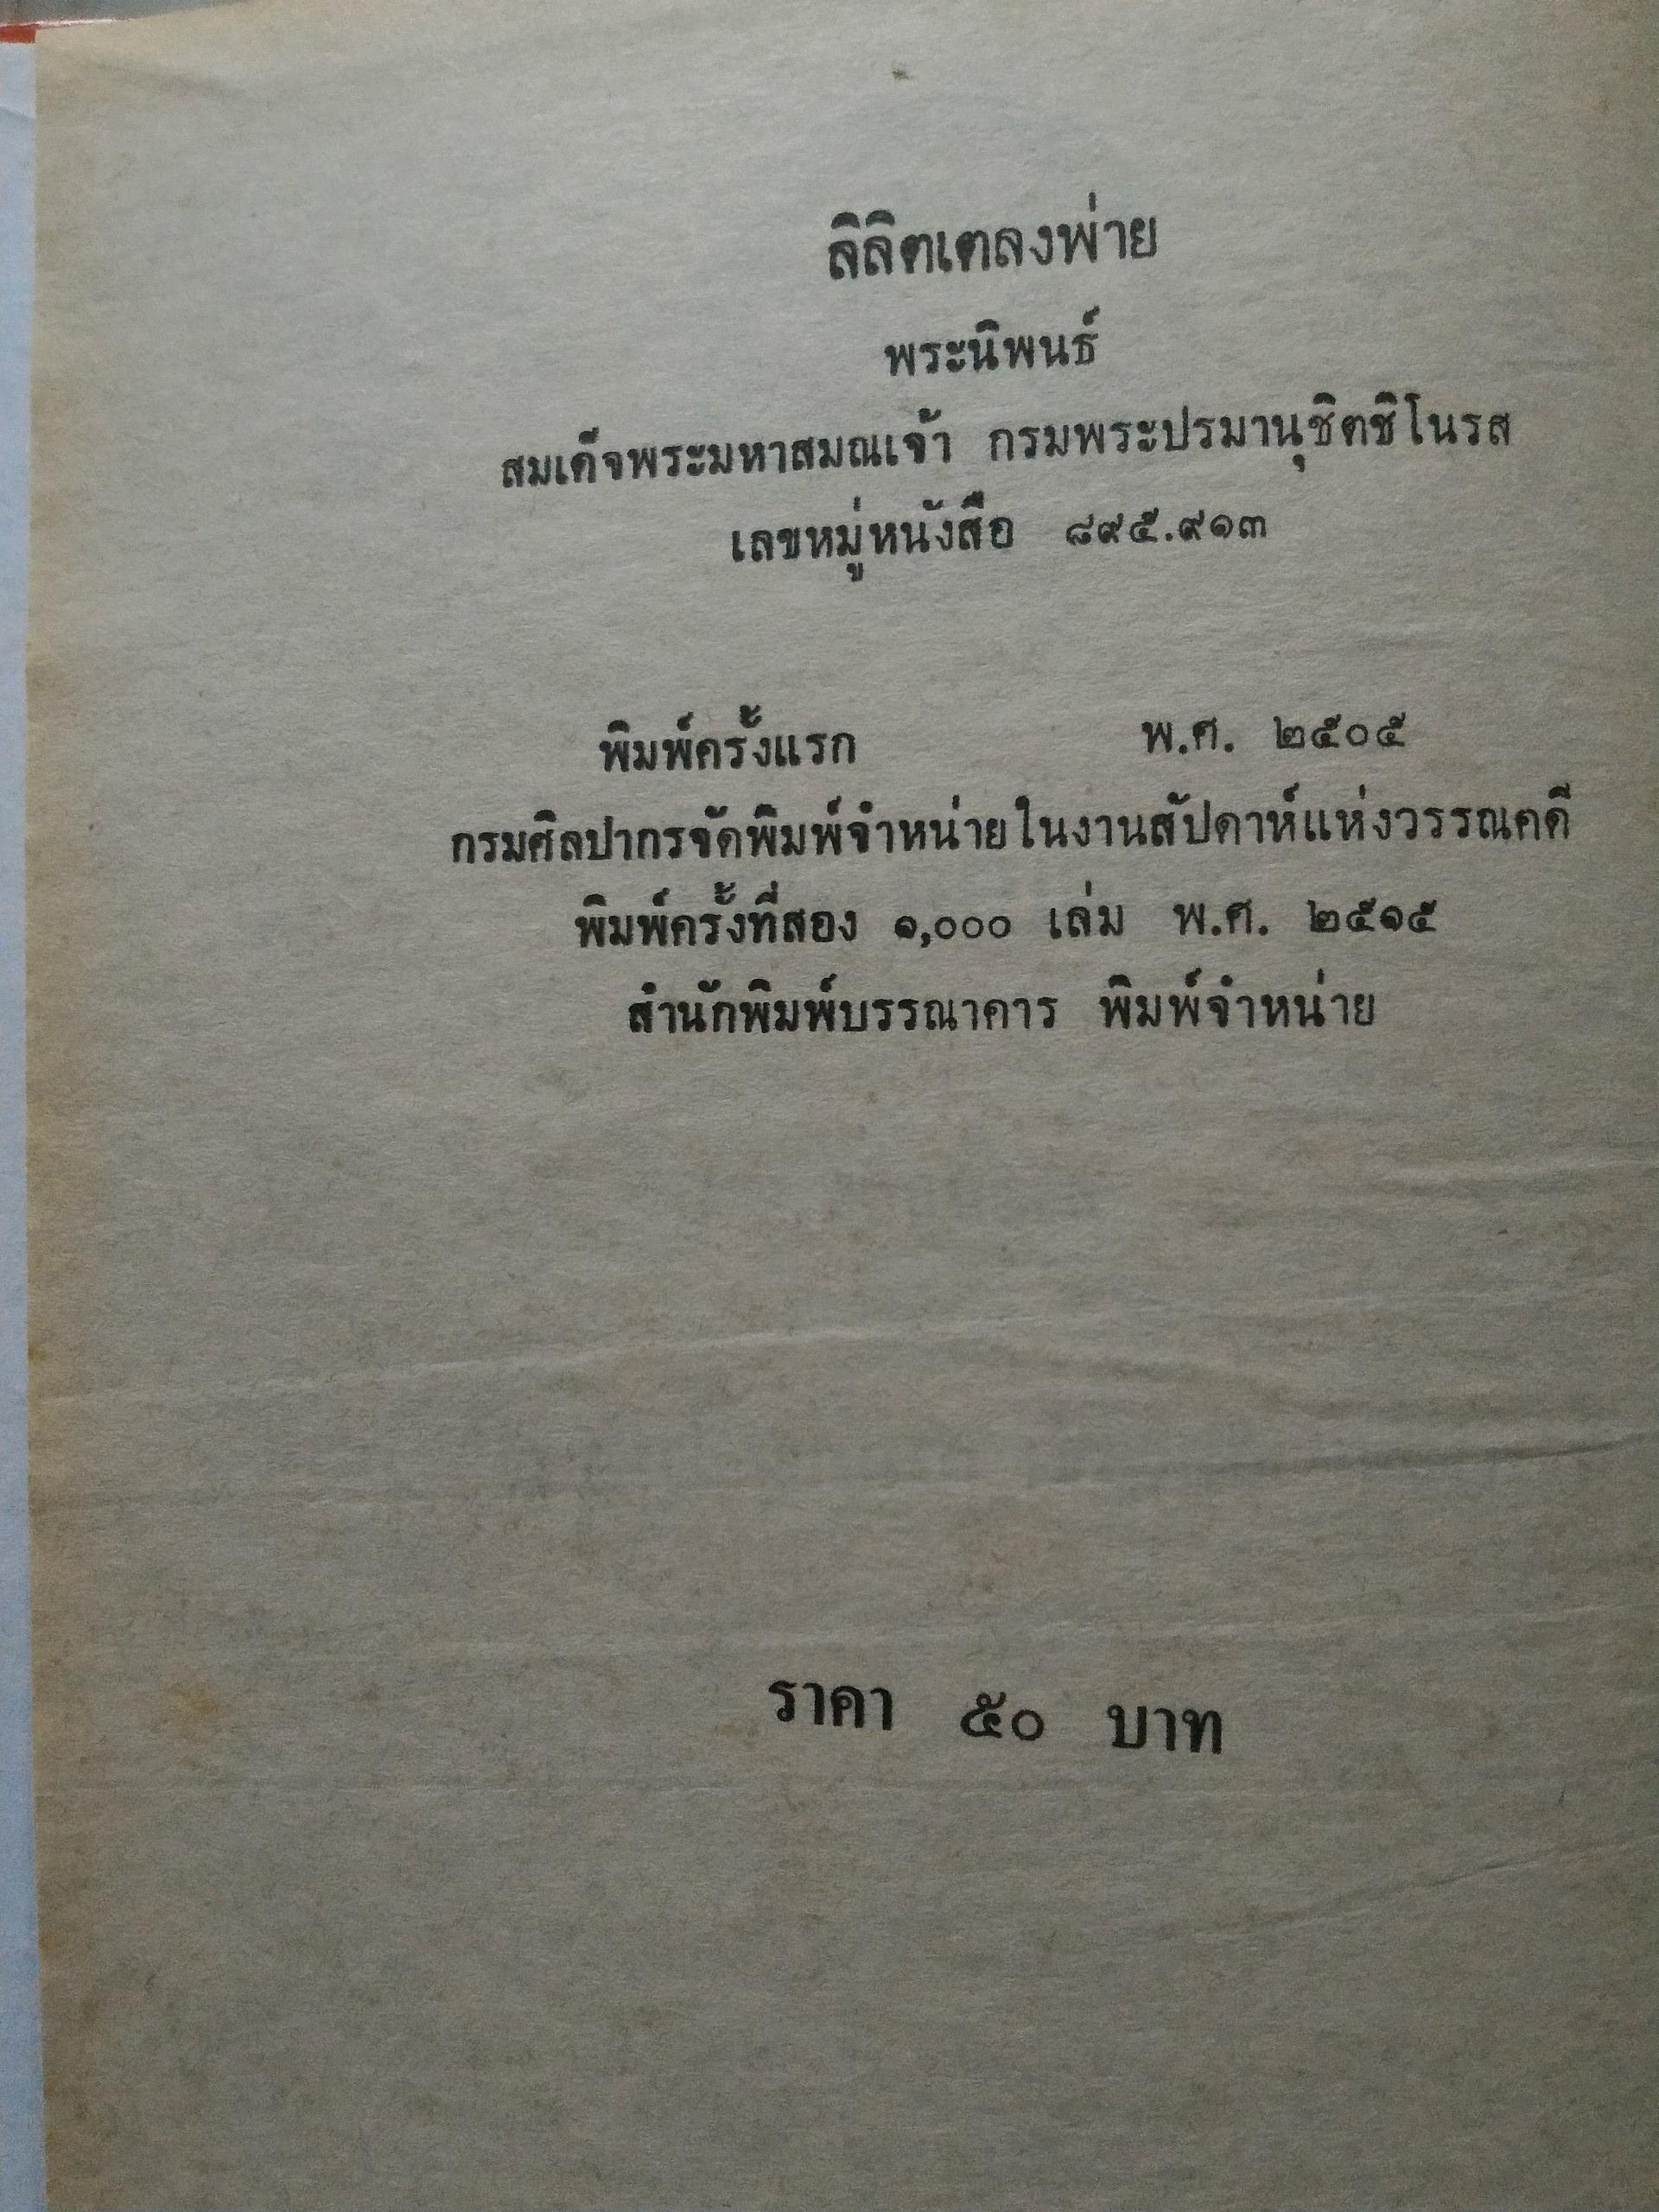 ลิลิตเตลงพ่าย
พระนิพนธ์
สมเด็จพระมหาสมณเจ้า กรมพระปรมานุชิตชิโนรส
เลขหมู่หนังสือ ๘๙๕.๙๑๓
พิมพ์ครั้งแรก พ.ศ. ๒๕๐๕
กรมศิลปากรจัดพิมพ์จำหน่ายในงานสัปดาห์แห่งวรรณคดี
พิมพ์ครั้งที่สอง ๑,๐๐๐ เล่ม พ.ศ. ๒๕๑๕
สำนักพิมพ์บรรณาคาร พิมพ์จำหน่าย
ราคา ๕๐ บาท